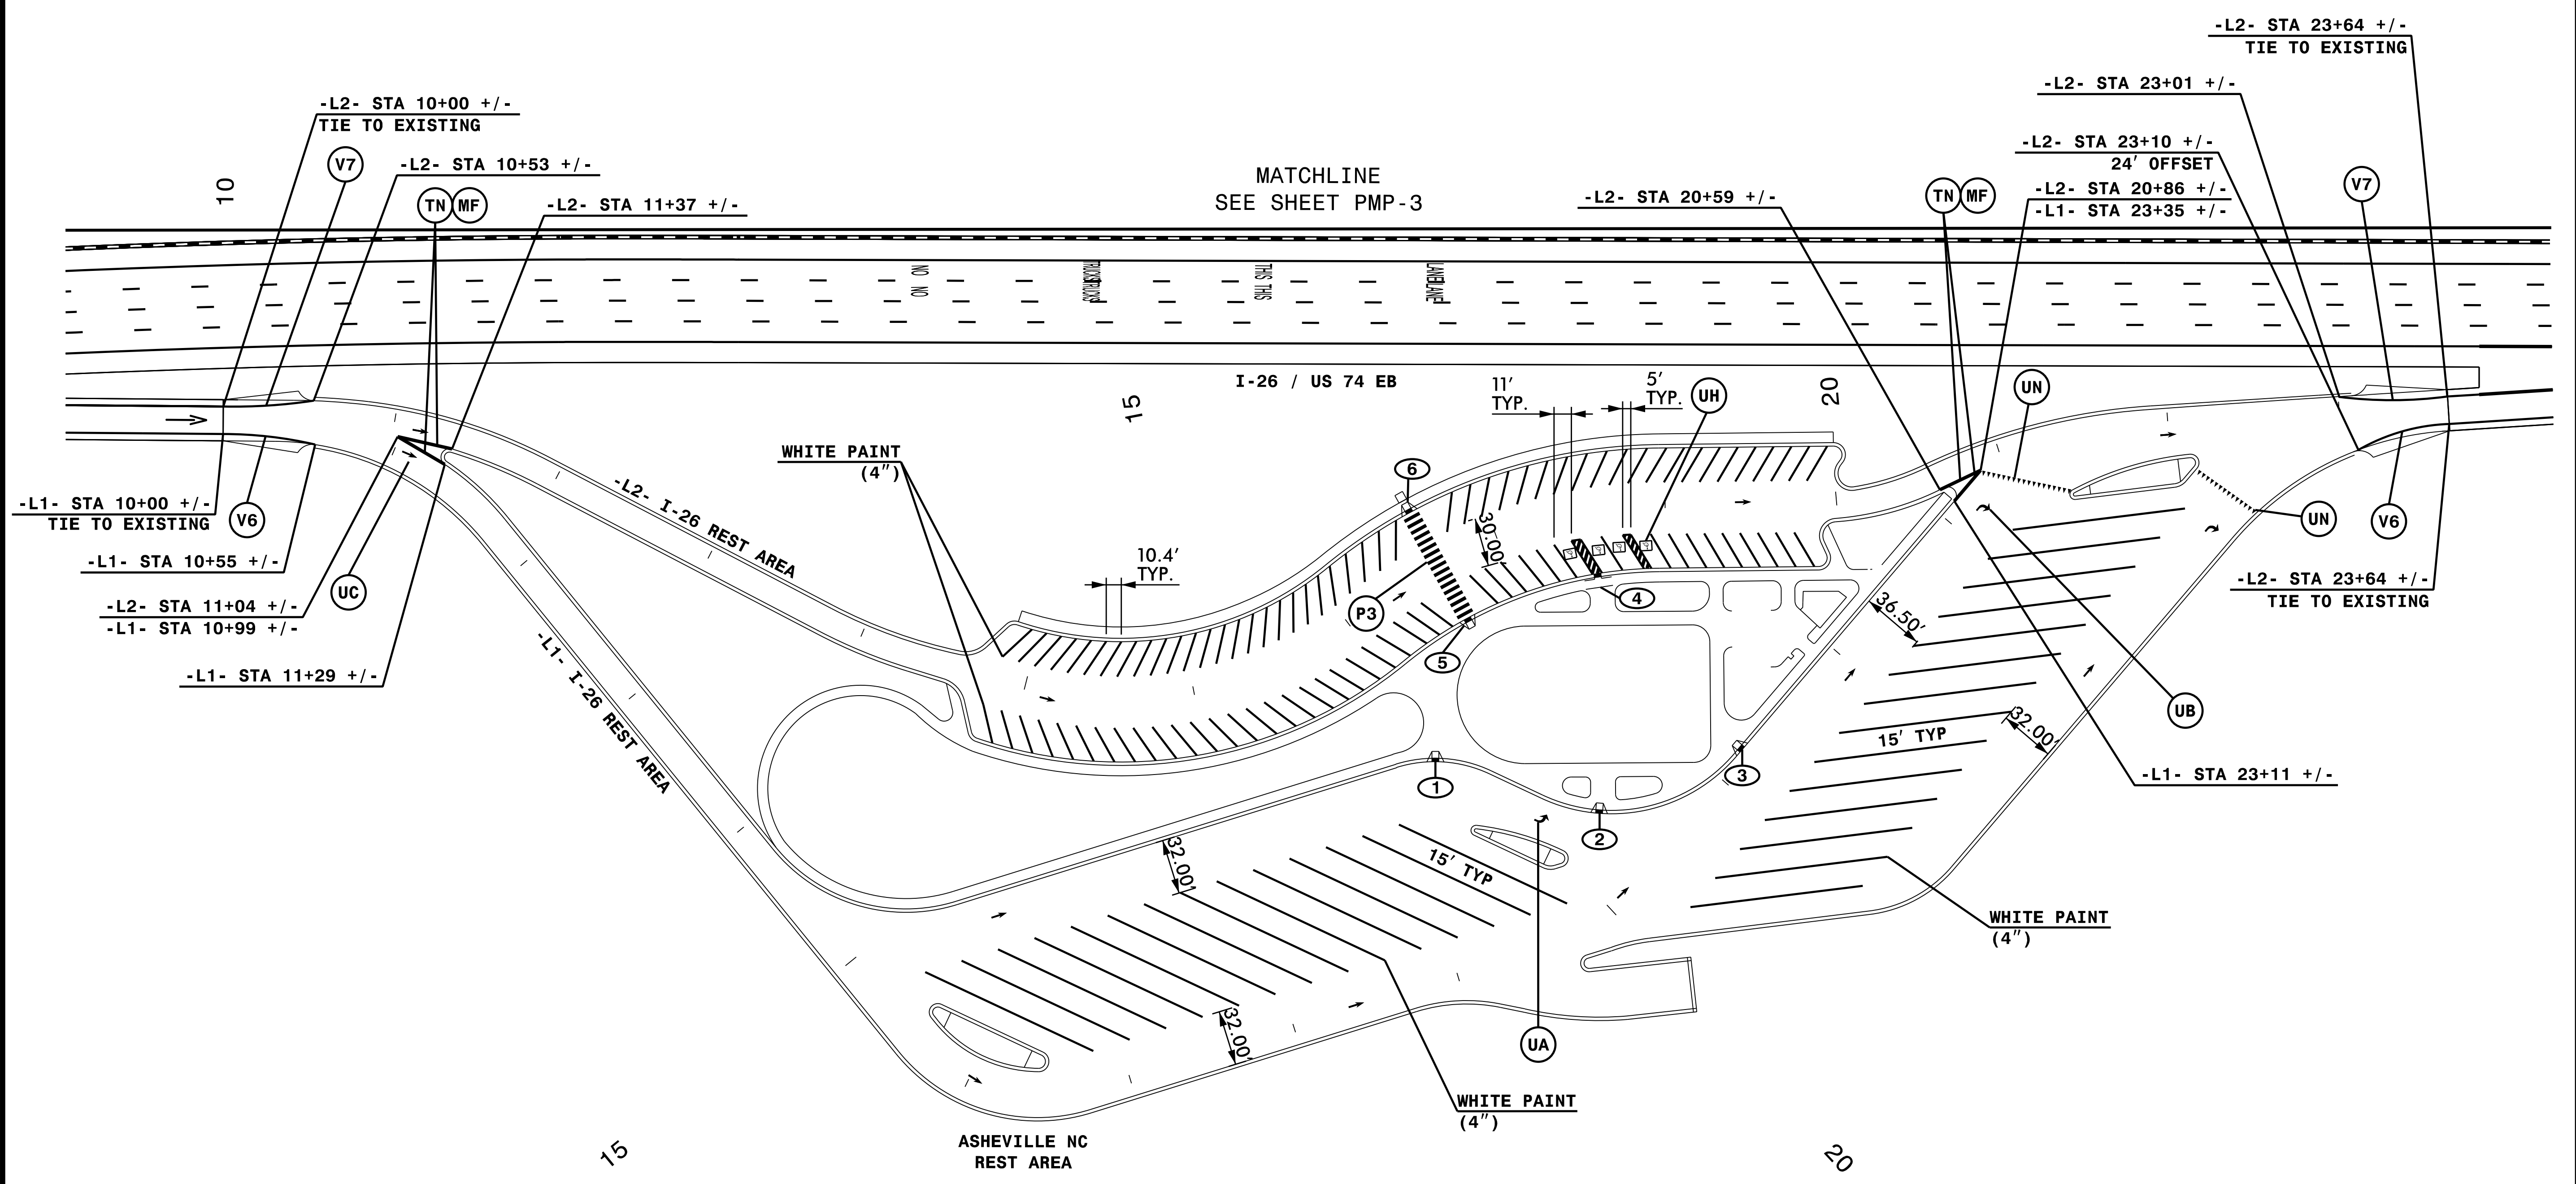 -L2- STA 23+64 +/-
TIE TO EXISTING
-L2- STA 23+01 +/-
-L2- STA 10+00 +/-
TIE TO EXISTING
-L2- STA 23+10 +/-
24' OFFSET
V7
-L2- STA 10+53 +/-
10
MATCHLINE
SEE SHEET PMP-3
V7
TN MF
-L2- STA 11+37 +/-
-L2- STA 20+59 +/-
TN MF
-L2- STA 20+86 +/-
-L1- STA 23+35 +/-
NO NO
TRUCKS TRUCKS
THIS THIS
LANE LANE
I-26 / US 74 EB
11'
TYP.
5'
TYP.
UH
20
UN
15
WHITE PAINT
(4")
6
-L2- I-26 REST AREA
-L1- STA 10+00 +/-
TIE TO EXISTING
V6
30.00'
UN
V6
-L1- STA 10+55 +/-
10.4'
TYP.
UC
-L2- STA 11+04 +/-
-L1- STA 10+99 +/-
P3
4
-L2- STA 23+64 +/-
TIE TO EXISTING
36.50'
5
-L1- I-26 REST AREA
-L1- STA 11+29 +/-
UB
15' TYP
32.00'
1
3
-L1- STA 23+11 +/-
2
32.00'
15' TYP
WHITE PAINT
(4")
32.00'
UA
WHITE PAINT
(4")
ASHEVILLE NC
REST AREA
15
20